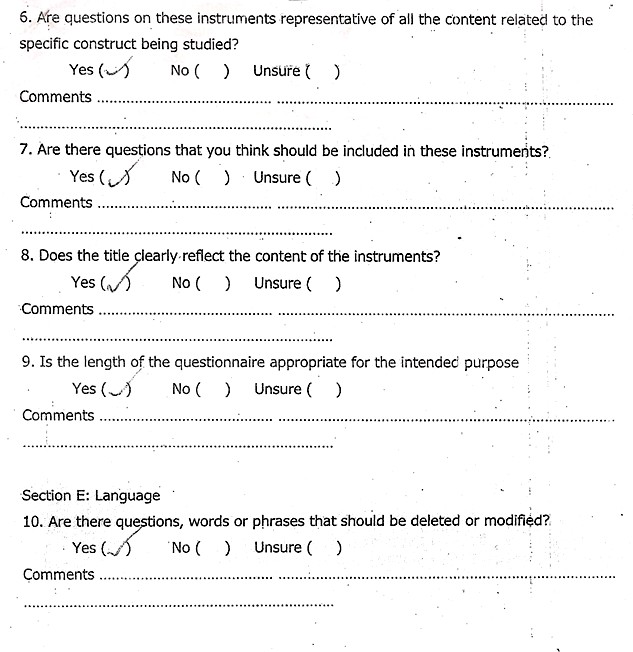 6. Are questions on these instruments representative of all the content related to the
specific construct being studied?
Yes (✓) No ( ) Unsure ( )
Comments ..............................................................................................
..........................................................
7. Are there questions that you think should be included in these instruments?
Yes (✓) No ( ) Unsure ( )
Comments ..............................................................................................
..........................................................
8. Does the title clearly reflect the content of the instruments?
Yes (✓) No ( ) Unsure ( )
Comments ..............................................................................................
..........................................................
9. Is the length of the questionnaire appropriate for the intended purpose
Yes (✓) No ( ) Unsure ( )
Comments ..............................................................................................
..........................................................
Section E: Language
10. Are there questions, words or phrases that should be deleted or modified?
Yes (✓) No ( ) Unsure ( )
Comments ..............................................................................................
..........................................................